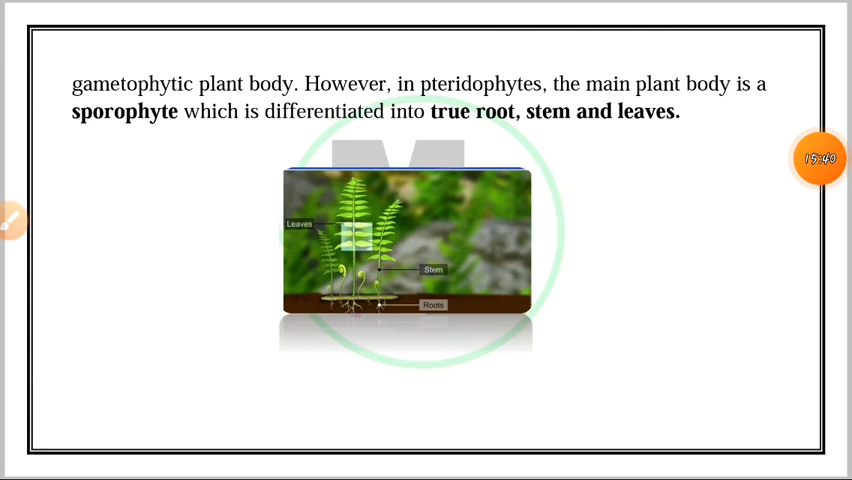 gametophytic plant body. However, in pteridophytes, the main plant body is a
sporophyte which is differentiated into true root, stem and leaves.
15:40
Leaves
Stem
Roots